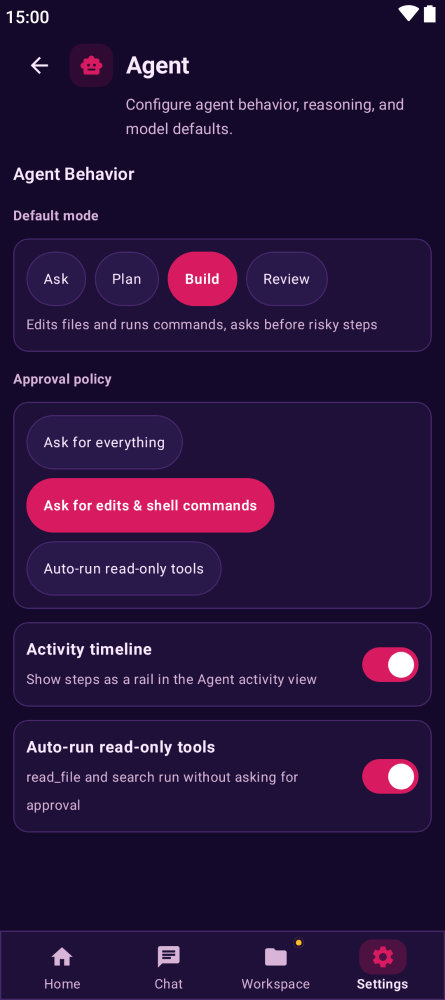 15:00
Agent
Configure agent behavior, reasoning, and
model defaults.
Agent Behavior
Default mode
Ask
Plan
Build
Review
Edits files and runs commands, asks before risky steps
Approval policy
Ask for everything
Ask for edits & shell commands
Auto-run read-only tools
Activity timeline
Show steps as a rail in the Agent activity view
Auto-run read-only tools
read_file and search run without asking for
approval
Home
Chat
Workspace
Settings